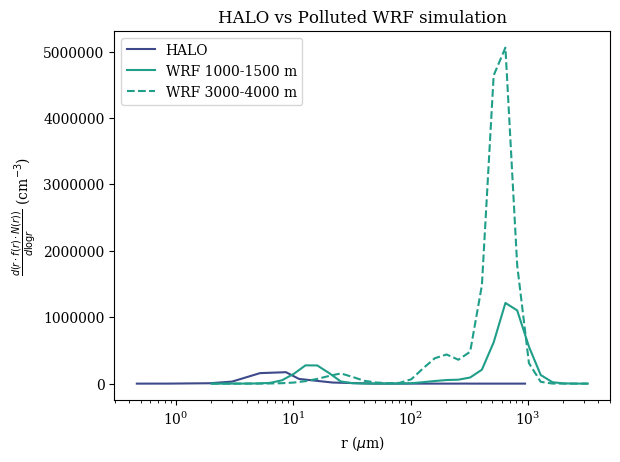 HALO vs Polluted WRF simulation
HALO
WRF 1000-1500 m
WRF 3000-4000 m
5000000
4000000
3000000
2000000
1000000
0
d(r · f(r) · N(r)) / dlogr (cm⁻³)
10⁰ 10¹ 10² 10³
r (μm)